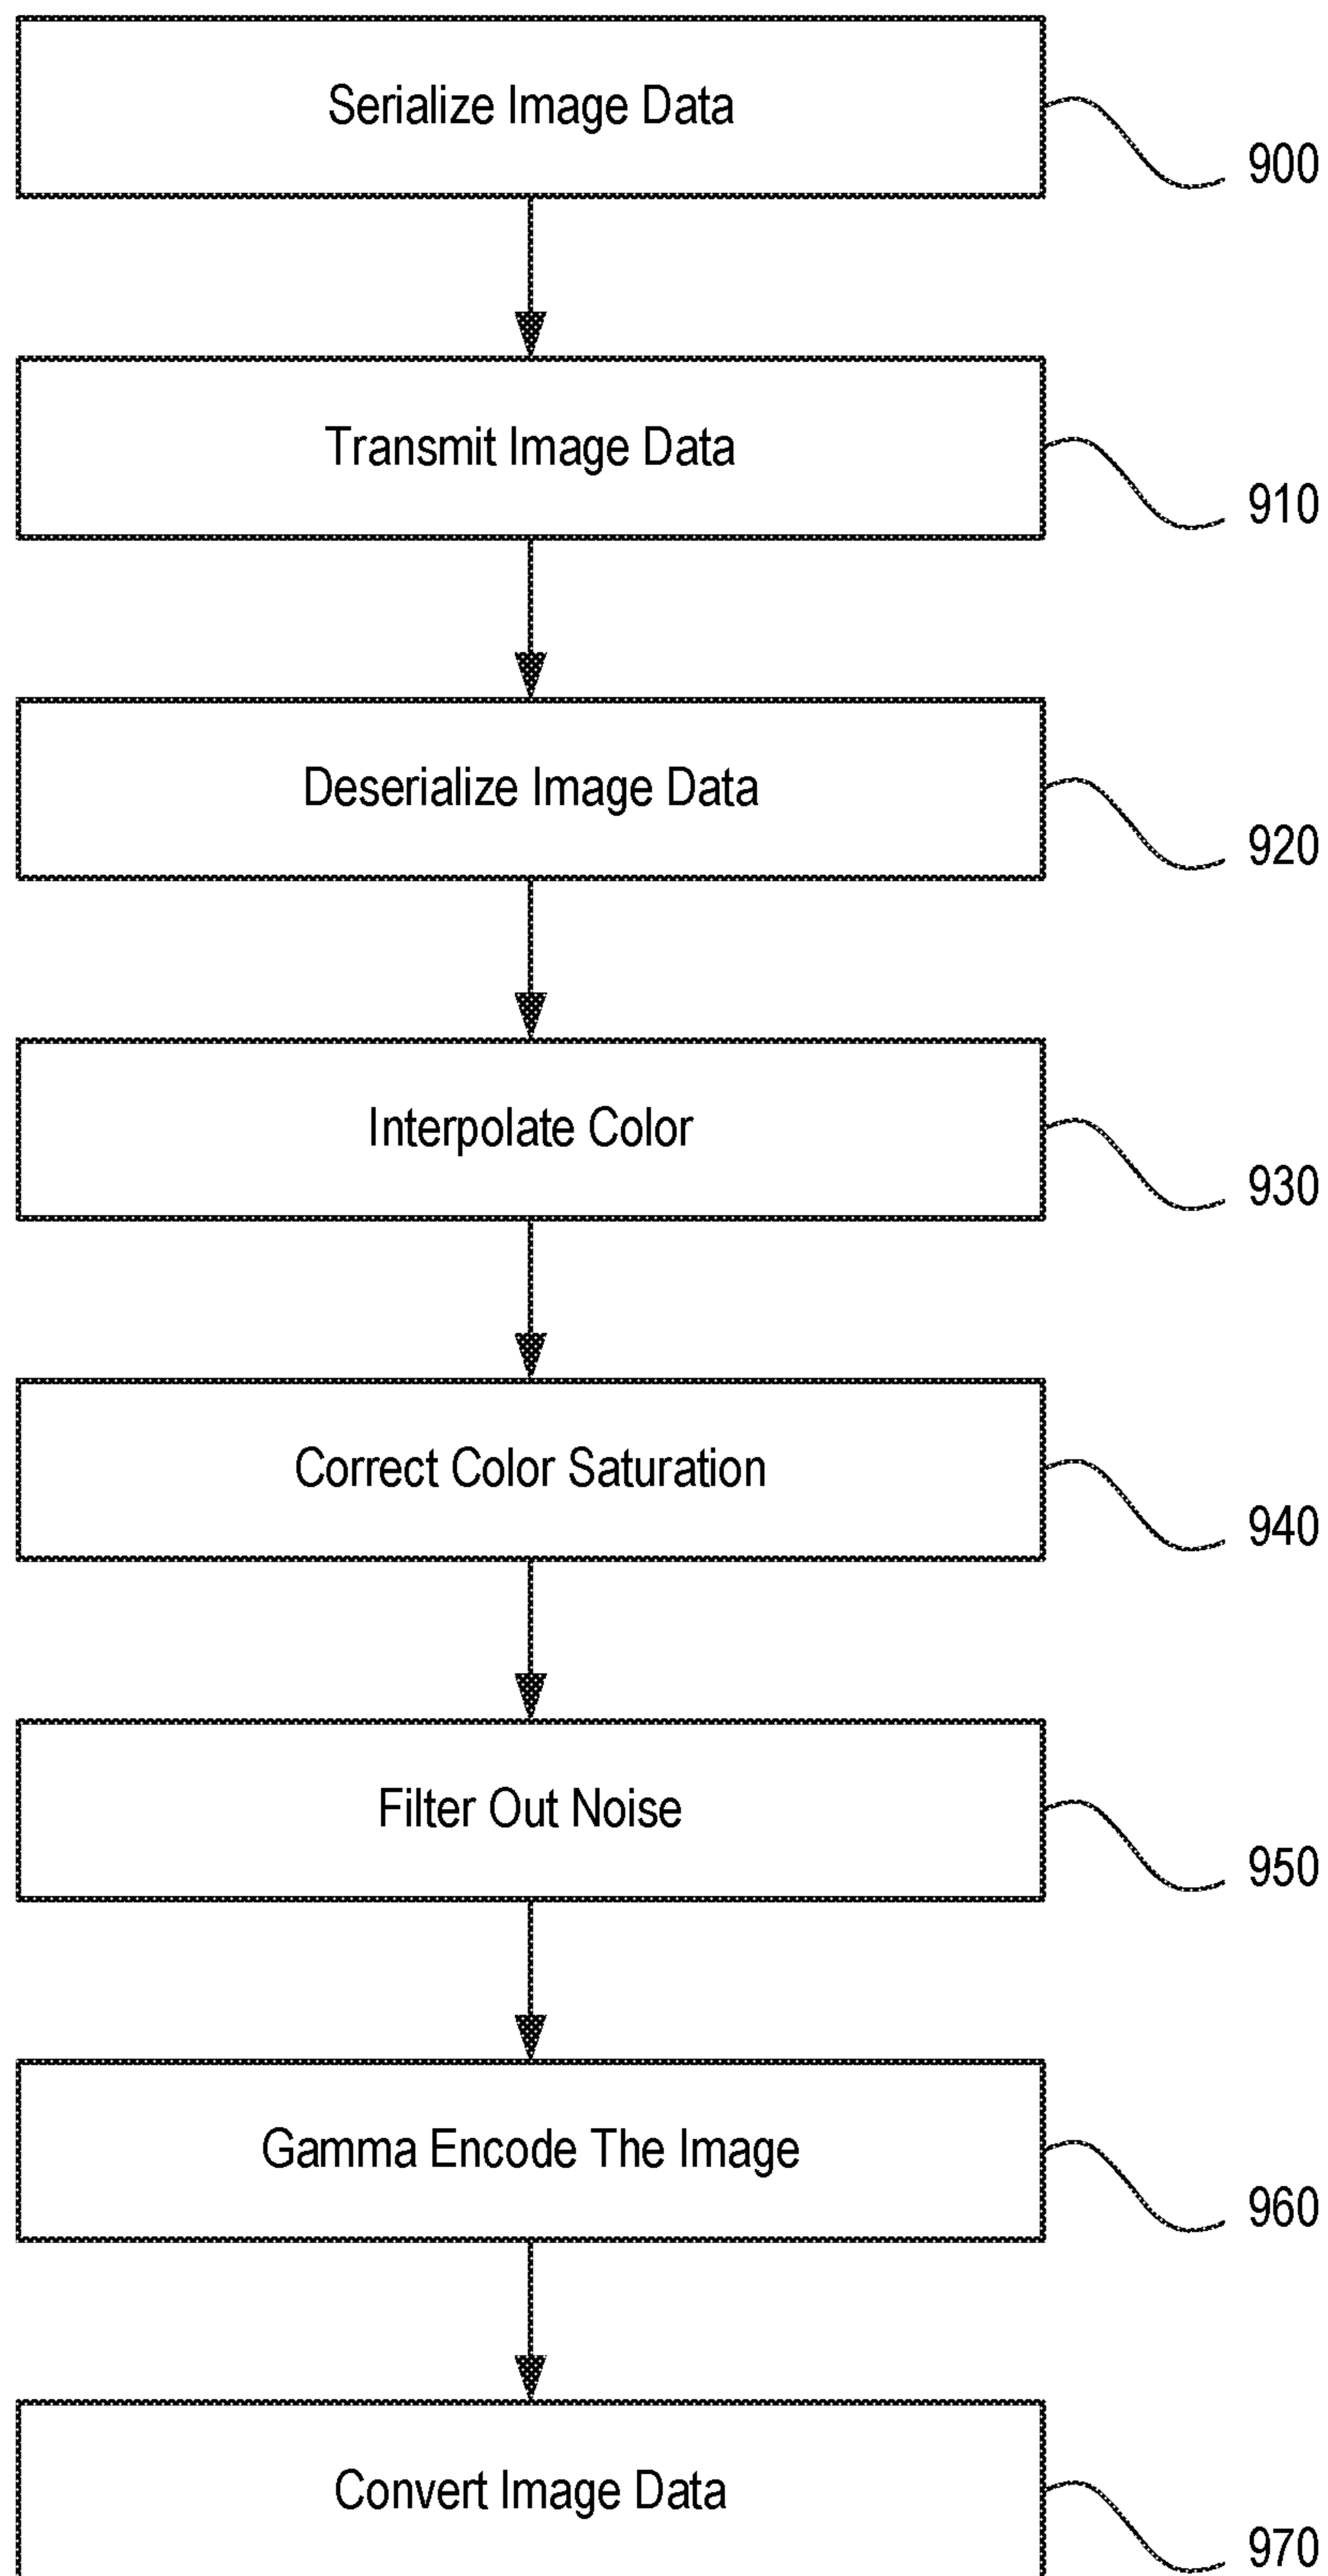 Serialize Image Data
900
Transmit Image Data
910
Deserialize Image Data
920
Interpolate Color
930
Correct Color Saturation
940
Filter Out Noise
950
Gamma Encode The Image
960
Convert Image Data
970